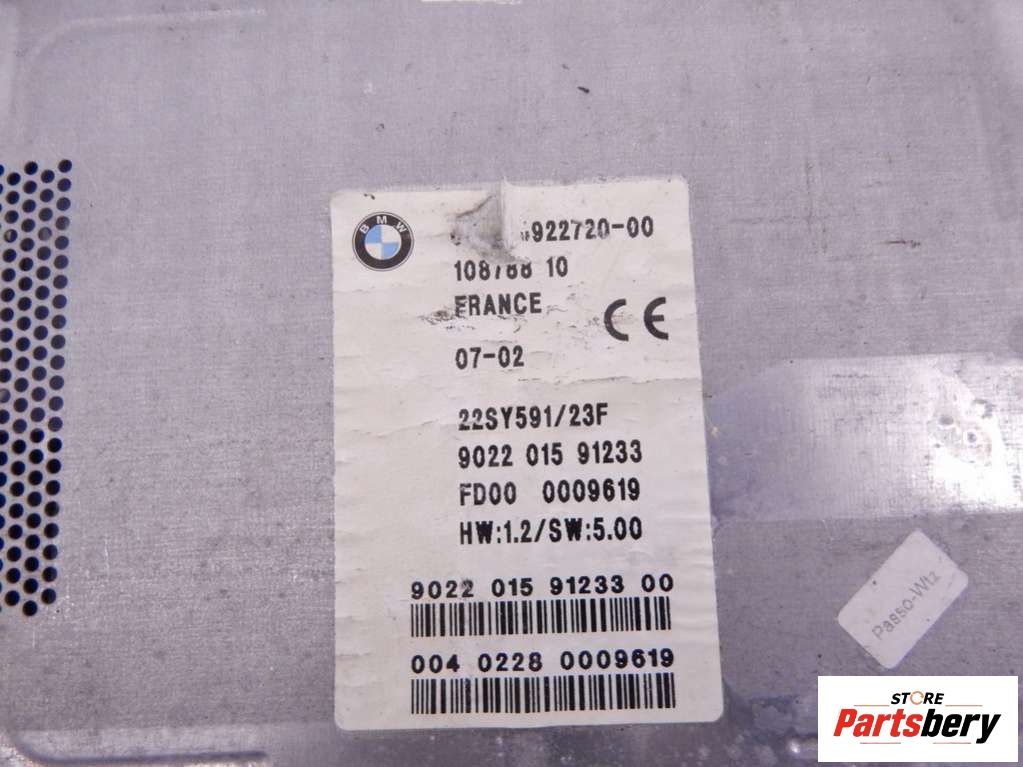 BMW
922720-00
108788 10
FRANCE
CE
07-02
22SY591/23F
9022 015 91233
FD00 0009619
HW:1.2/SW:5.00
9022 015 91233 00
004 0228 0009619
Passo-Wtz
STORE
Partsbery